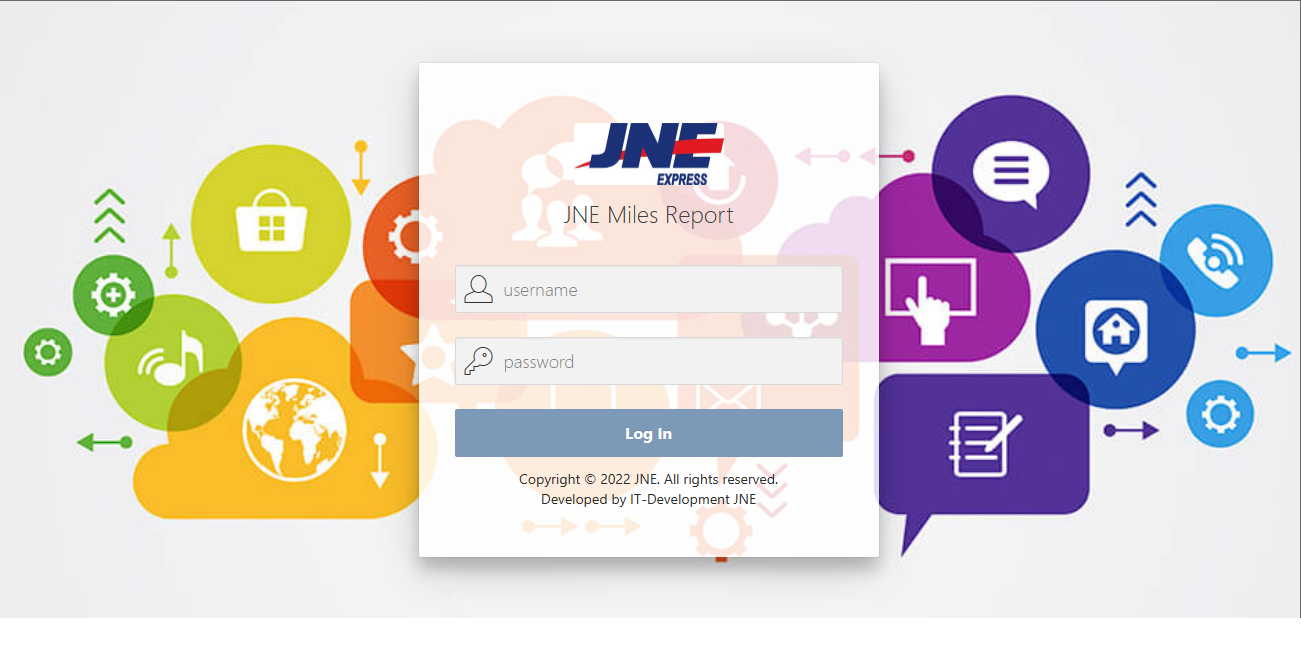 JNE
EXPRESS
JNE Miles Report
username
password
Log In
Copyright © 2022 JNE. All rights reserved.
Developed by IT-Development JNE